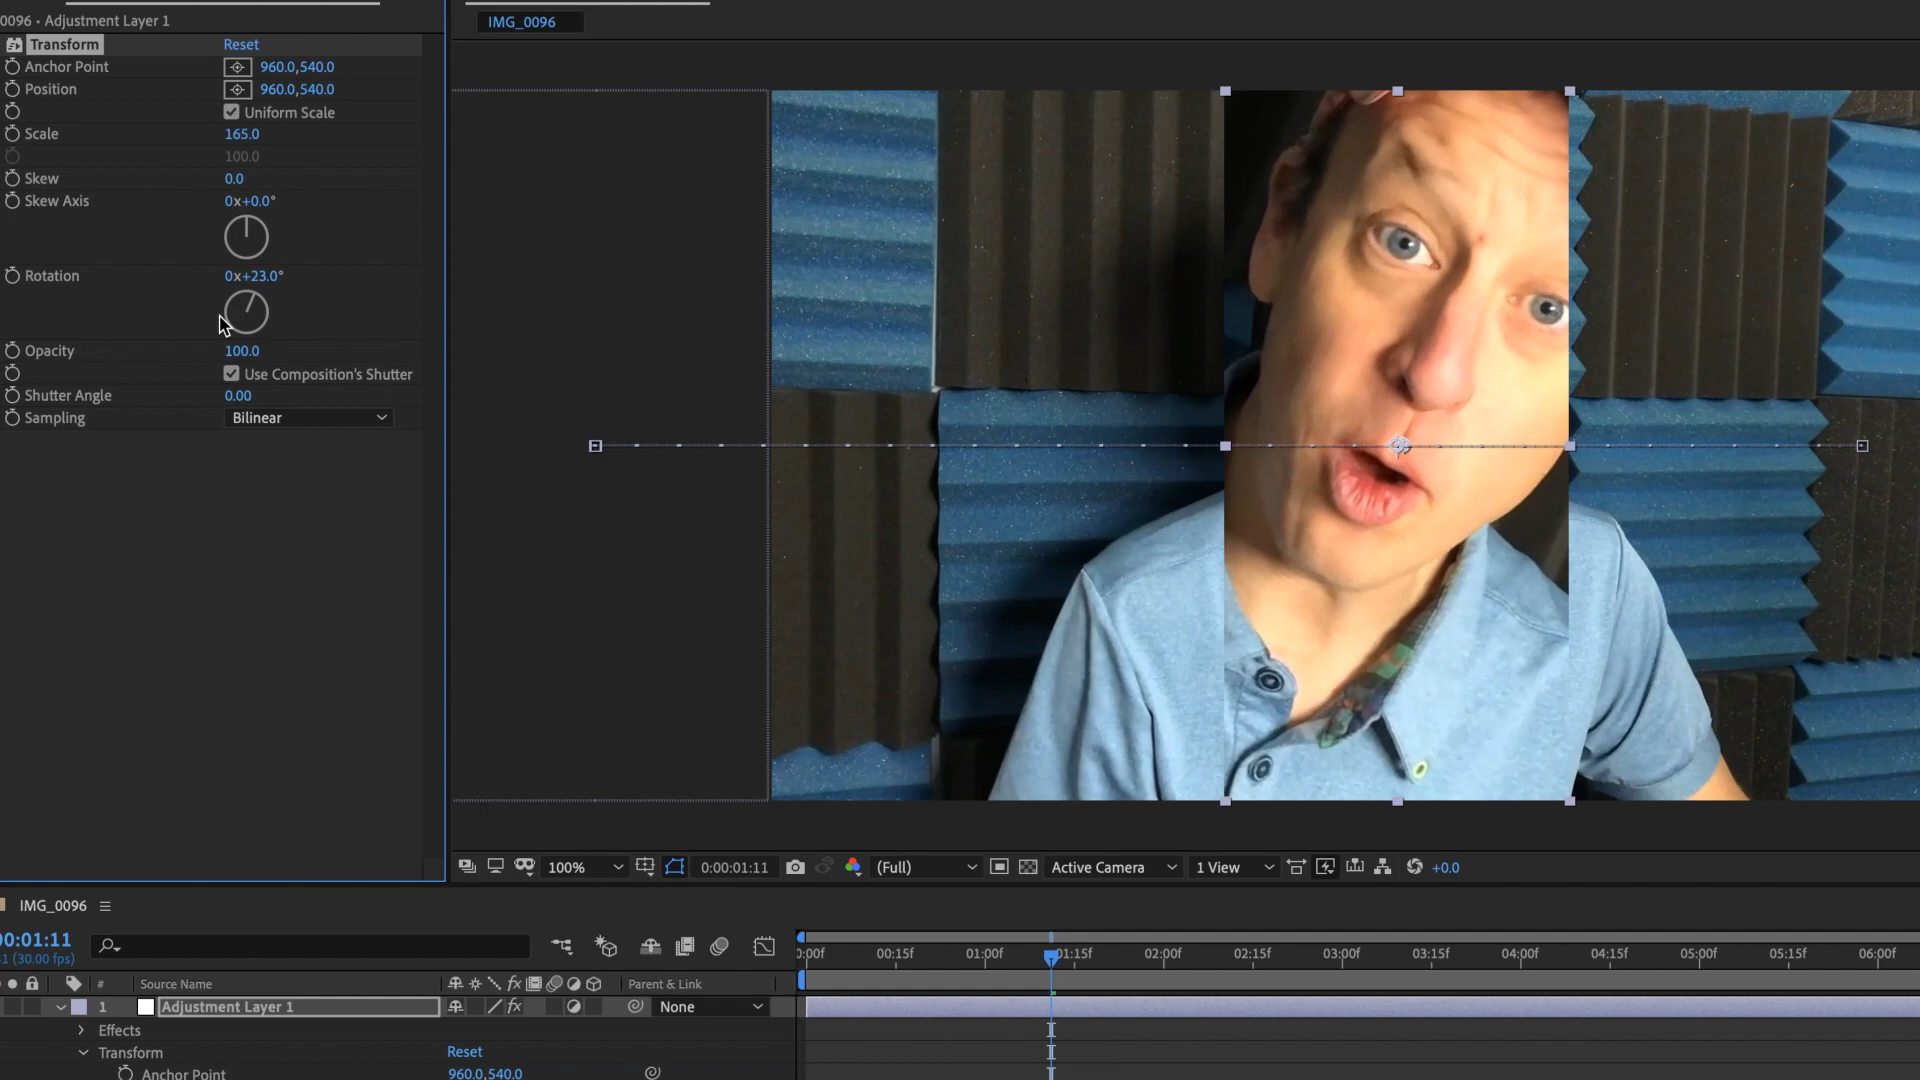 0096 • Adjustment Layer 1
Transform Reset
Anchor Point 960.0,540.0
Position 960.0,540.0
Uniform Scale
Scale 165.0
100.0
Skew 0.0
Skew Axis 0x+0.0°
Rotation 0x+23.0°
Opacity 100.0
Use Composition's Shutter
Shutter Angle 0.00
Sampling Bilinear
IMG_0096
100% 0:00:01:11 (Full) Active Camera 1 View +0.0
IMG_0096
00:01:11
1 (30.00 fps)
:00f 00:15f 01:00f 01:15f 02:00f 02:15f 03:00f 03:15f 04:00f 04:15f 05:00f 05:15f 06:00f
# Source Name fx Parent & Link
1 Adjustment Layer 1 fx None
Effects
Transform Reset
Anchor Point 960.0,540.0